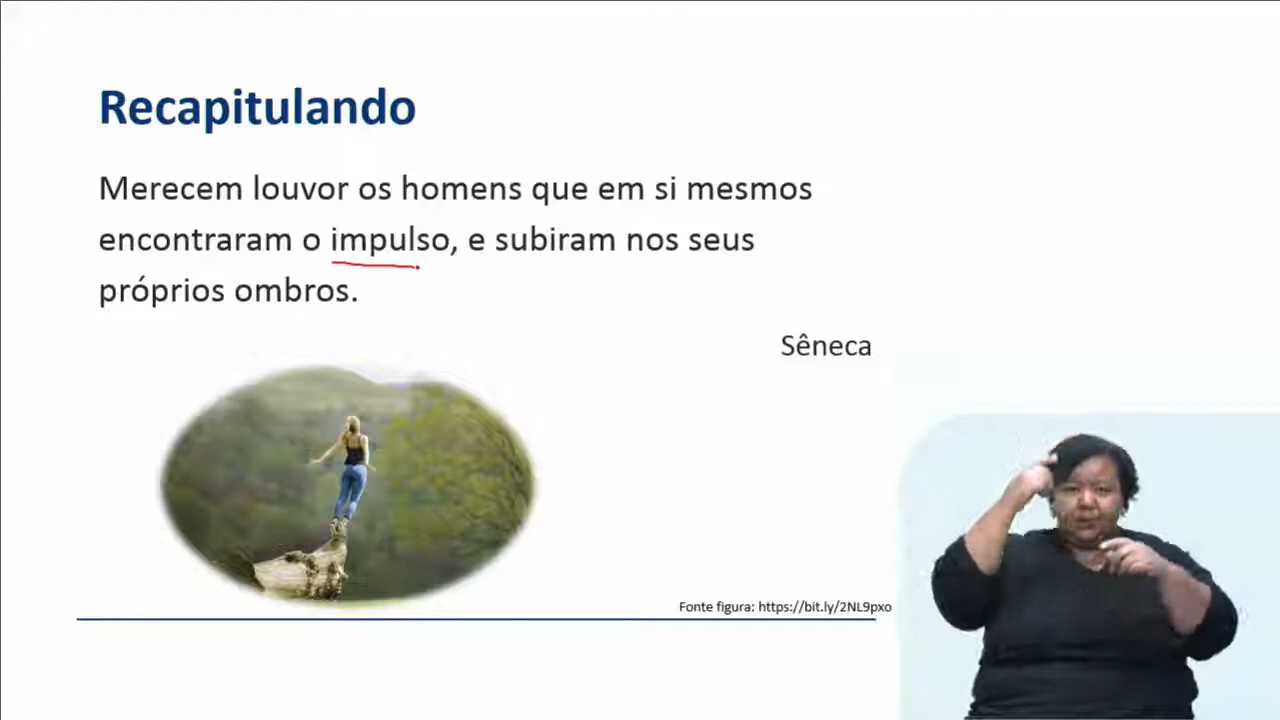 Recapitulando
Merecem louvor os homens que em si mesmos
encontraram o impulso, e subiram nos seus
próprios ombros.
Sêneca
Fonte figura: https://bit.ly/2NL9pxo